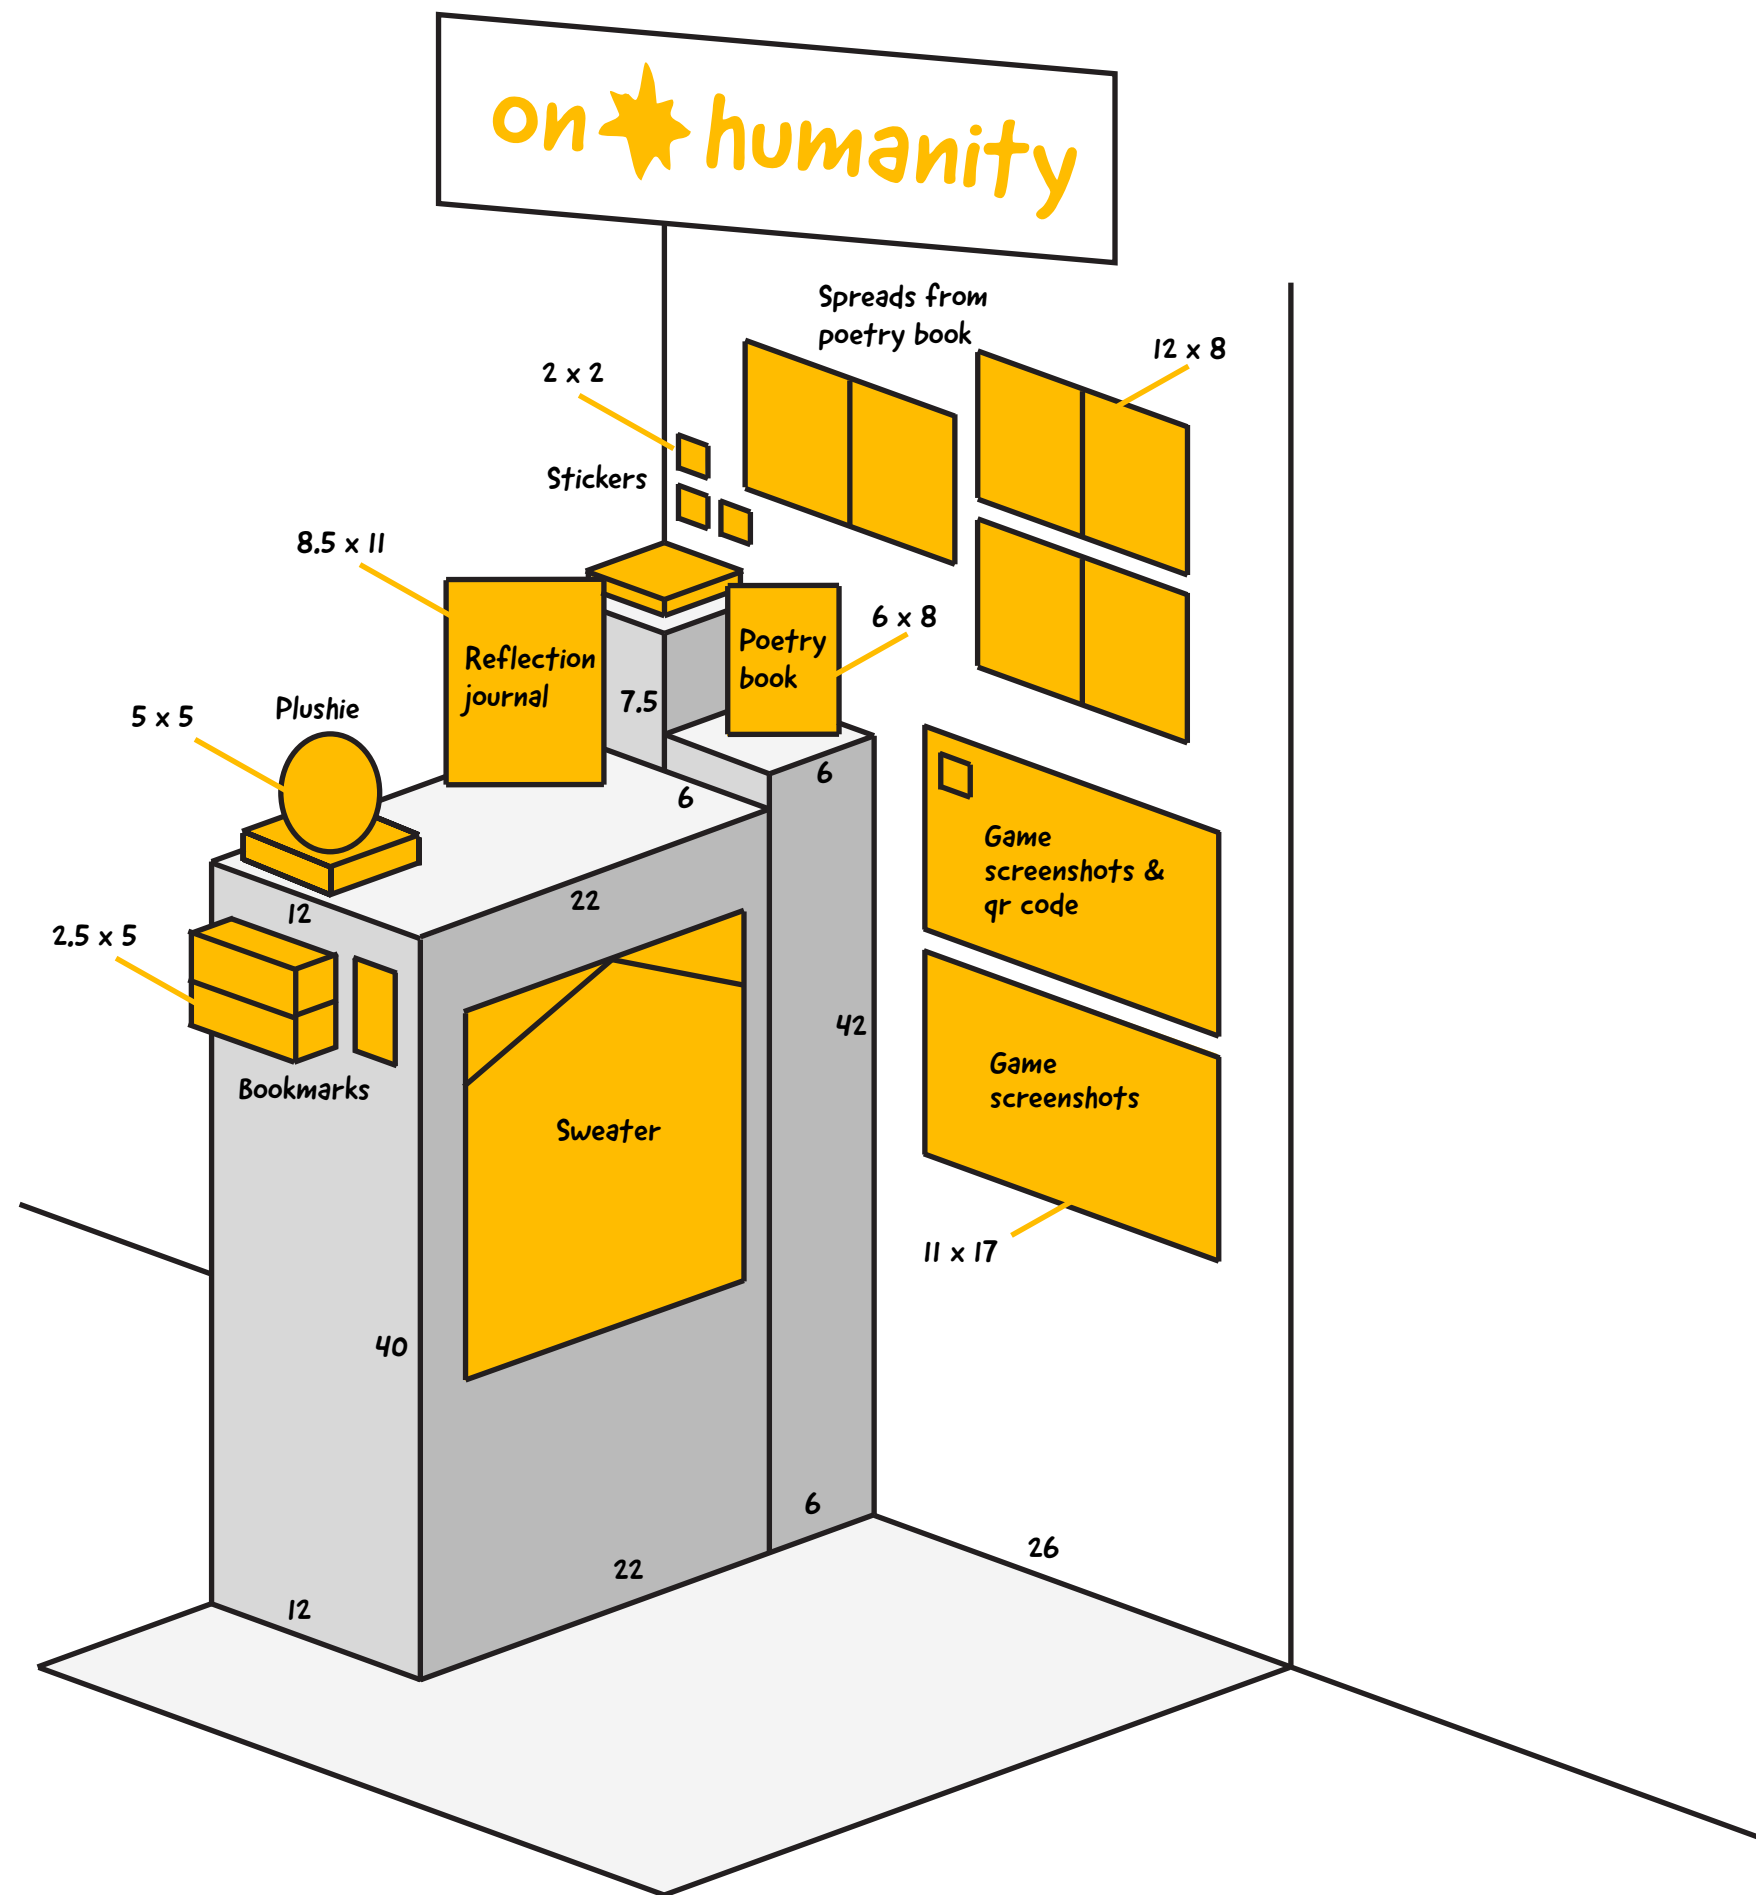 on humanity
Spreads from
poetry book
12 x 8
2 x 2
Stickers
8.5 x 11
Reflection
journal
7.5
Poetry
book
6 x 8
5 x 5
Plushie
6
6
12
22
2.5 x 5
Bookmarks
Game
screenshots &
qr code
42
Game
screenshots
Sweater
11 x 17
40
6
22
12
26